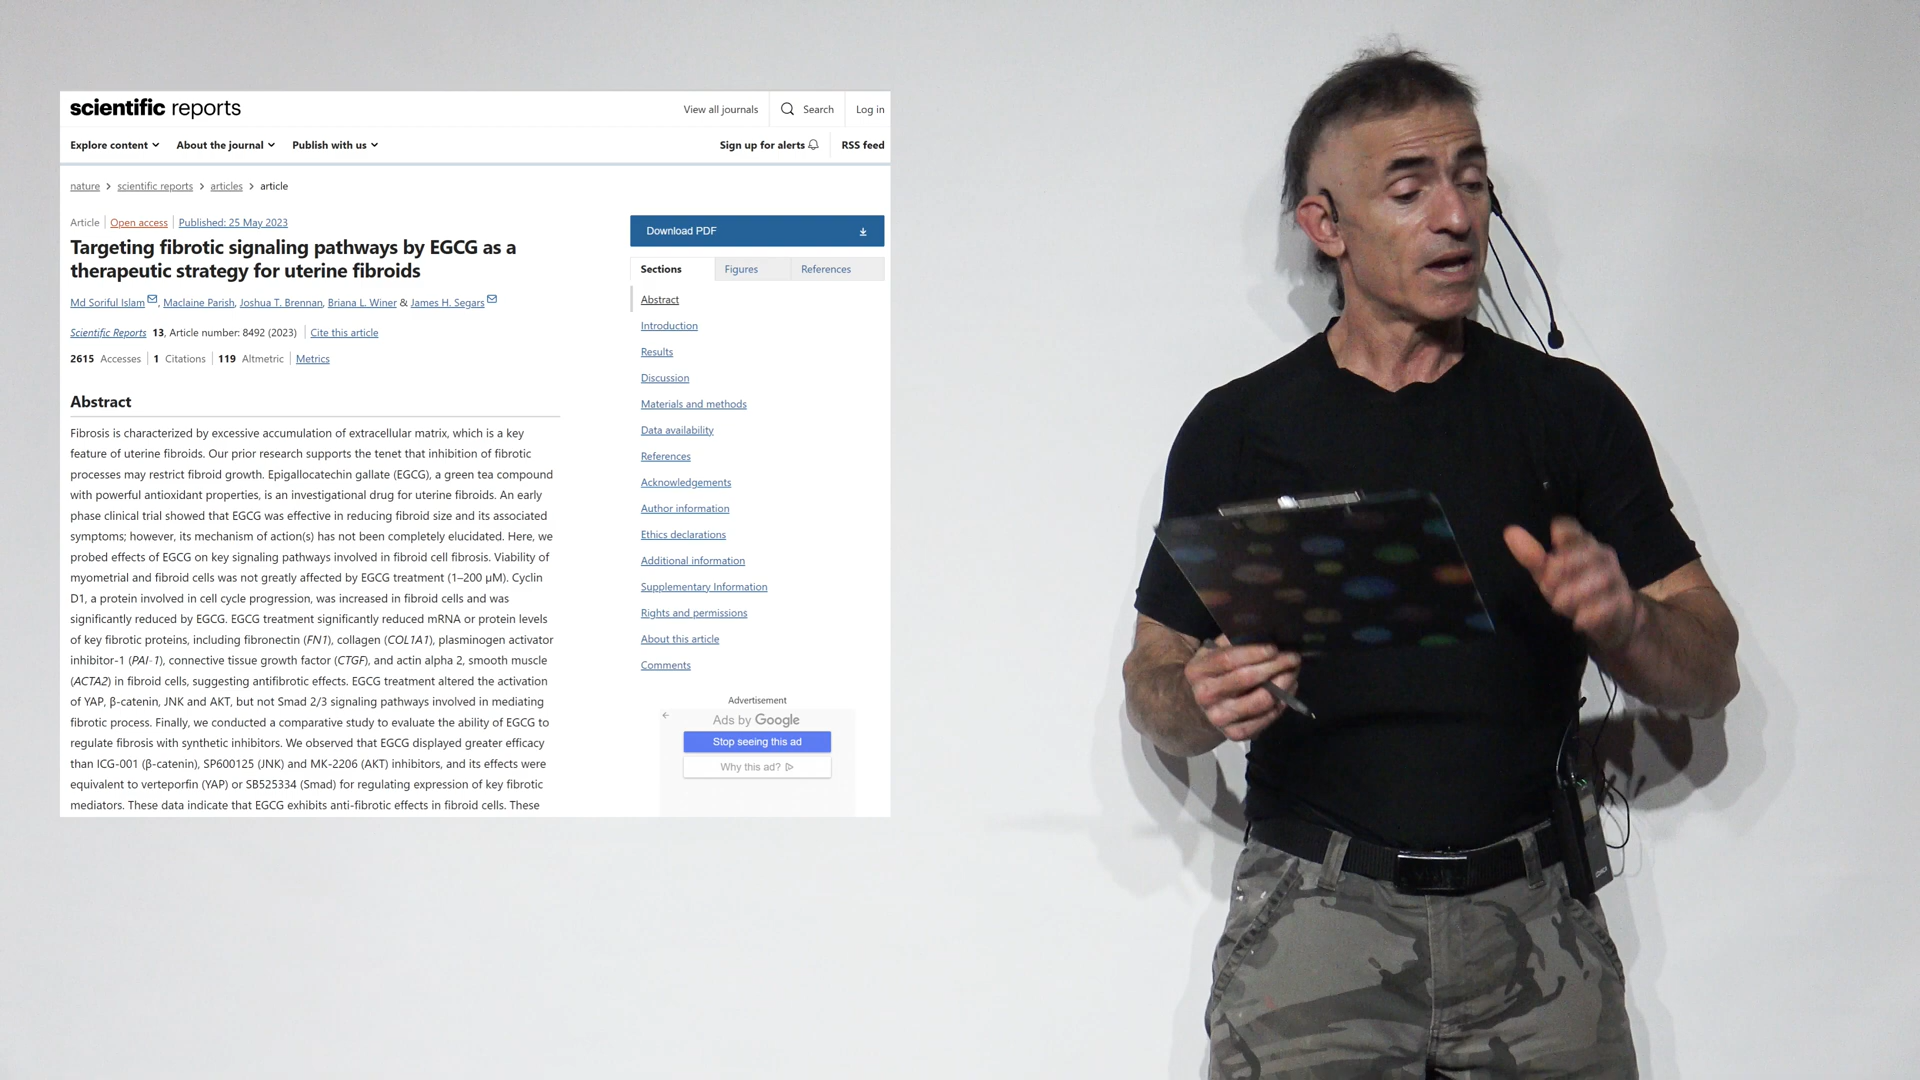 scientific reports
View all journals
Search
Log in
Explore content
About the journal
Publish with us
Sign up for alerts
RSS feed
nature > scientific reports > articles > article
Article | Open access | Published: 25 May 2023
Targeting fibrotic signaling pathways by EGCG as a
therapeutic strategy for uterine fibroids
Md Soriful Islam, Maclaine Parish, Joshua T. Brennan, Briana L. Winer & James H. Segars
Scientific Reports 13, Article number: 8492 (2023) | Cite this article
2615 Accesses | 1 Citations | 119 Altmetric | Metrics
Abstract
Fibrosis is characterized by excessive accumulation of extracellular matrix, which is a key
feature of uterine fibroids. Our prior research supports the tenet that inhibition of fibrotic
processes may restrict fibroid growth. Epigallocatechin gallate (EGCG), a green tea compound
with powerful antioxidant properties, is an investigational drug for uterine fibroids. An early
phase clinical trial showed that EGCG was effective in reducing fibroid size and its associated
symptoms; however, its mechanism of action(s) has not been completely elucidated. Here, we
probed effects of EGCG on key signaling pathways involved in fibroid cell fibrosis. Viability of
myometrial and fibroid cells was not greatly affected by EGCG treatment (1–200 μM). Cyclin
D1, a protein involved in cell cycle progression, was increased in fibroid cells and was
significantly reduced by EGCG. EGCG treatment significantly reduced mRNA or protein levels
of key fibrotic proteins, including fibronectin (FN1), collagen (COL1A1), plasminogen activator
inhibitor-1 (PAI-1), connective tissue growth factor (CTGF), and actin alpha 2, smooth muscle
(ACTA2) in fibroid cells, suggesting antifibrotic effects. EGCG treatment altered the activation
of YAP, β-catenin, JNK and AKT, but not Smad 2/3 signaling pathways involved in mediating
fibrotic process. Finally, we conducted a comparative study to evaluate the ability of EGCG to
regulate fibrosis with synthetic inhibitors. We observed that EGCG displayed greater efficacy
than ICG-001 (β-catenin), SP600125 (JNK) and MK-2206 (AKT) inhibitors, and its effects were
equivalent to verteporfin (YAP) or SB525334 (Smad) for regulating expression of key fibrotic
mediators. These data indicate that EGCG exhibits anti-fibrotic effects in fibroid cells. These
Download PDF
Sections
Figures
References
Abstract
Introduction
Results
Discussion
Materials and methods
Data availability
References
Acknowledgements
Author information
Ethics declarations
Additional information
Supplementary Information
Rights and permissions
About this article
Comments
Advertisement
Ads by Google
Stop seeing this ad
Why this ad?